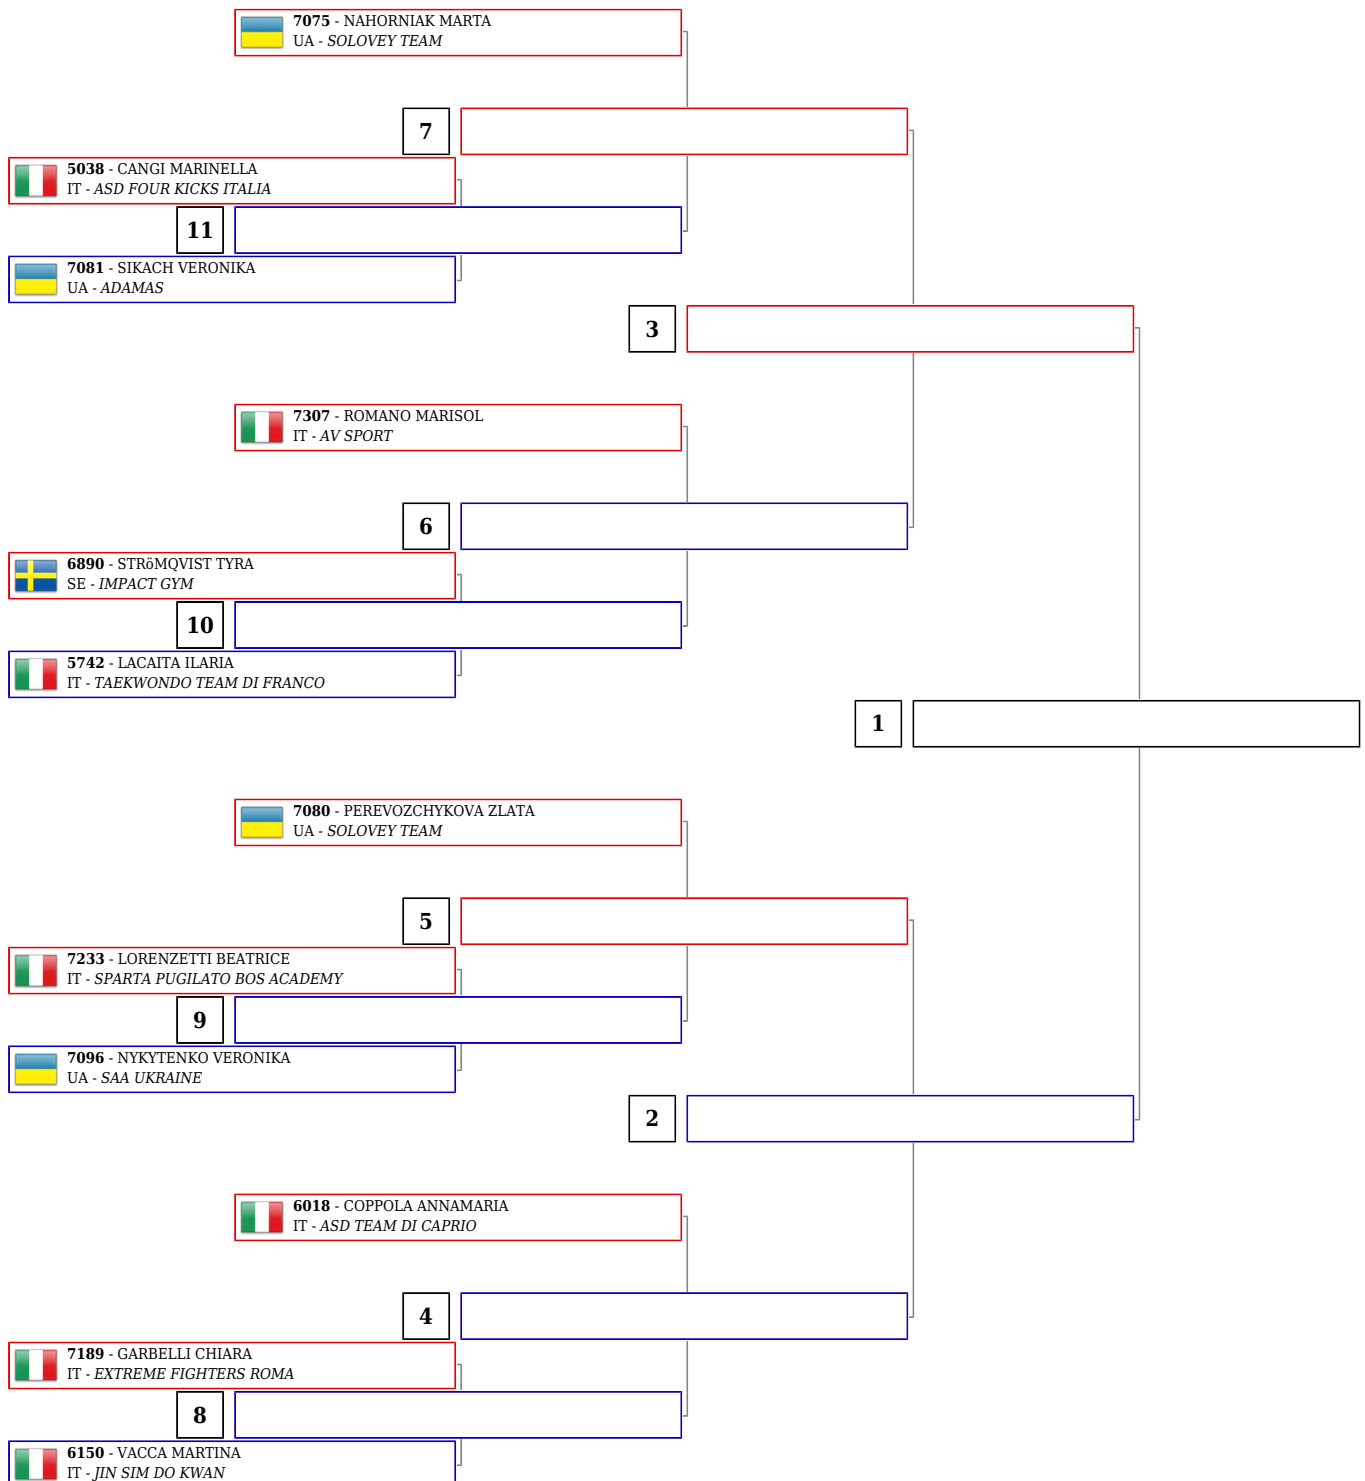 7075 - NAHORNIAK MARTA
UA - SOLOVEY TEAM
7
5038 - CANGI MARINELLA
IT - ASD FOUR KICKS ITALIA
11
7081 - SIKACH VERONIKA
UA - ADAMAS
3
7307 - ROMANO MARISOL
IT - AV SPORT
6
6890 - STRöMQVIST TYRA
SE - IMPACT GYM
10
5742 - LACAITA ILARIA
IT - TAEKWONDO TEAM DI FRANCO
1
7080 - PEREVOZCHYKOVA ZLATA
UA - SOLOVEY TEAM
5
7233 - LORENZETTI BEATRICE
IT - SPARTA PUGILATO BOS ACADEMY
9
7096 - NYKYTENKO VERONIKA
UA - SAA UKRAINE
2
6018 - COPPOLA ANNAMARIA
IT - ASD TEAM DI CAPRIO
4
7189 - GARBELLI CHIARA
IT - EXTREME FIGHTERS ROMA
8
6150 - VACCA MARTINA
IT - JIN SIM DO KWAN